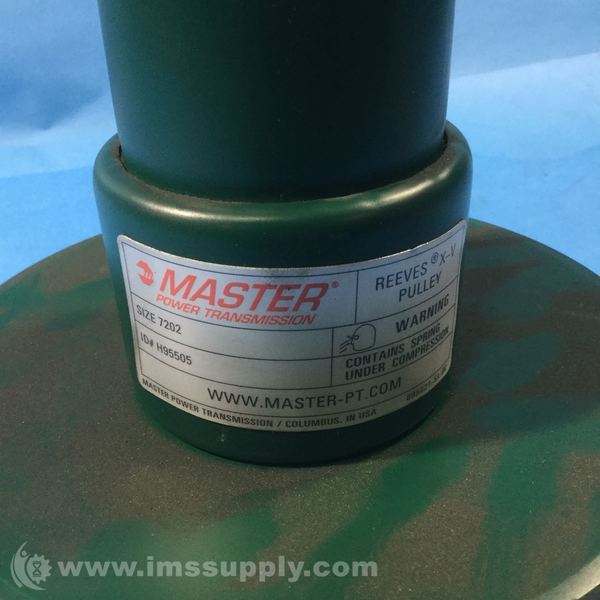 MASTER®
POWER TRANSMISSION
REEVES® X-V
PULLEY
SIZE 7202
ID# H95505
WARNING
CONTAINS SPRING
UNDER COMPRESSION
WWW.MASTER-PT.COM
MASTER POWER TRANSMISSION / COLUMBUS, IN USA
www.imssupply.com